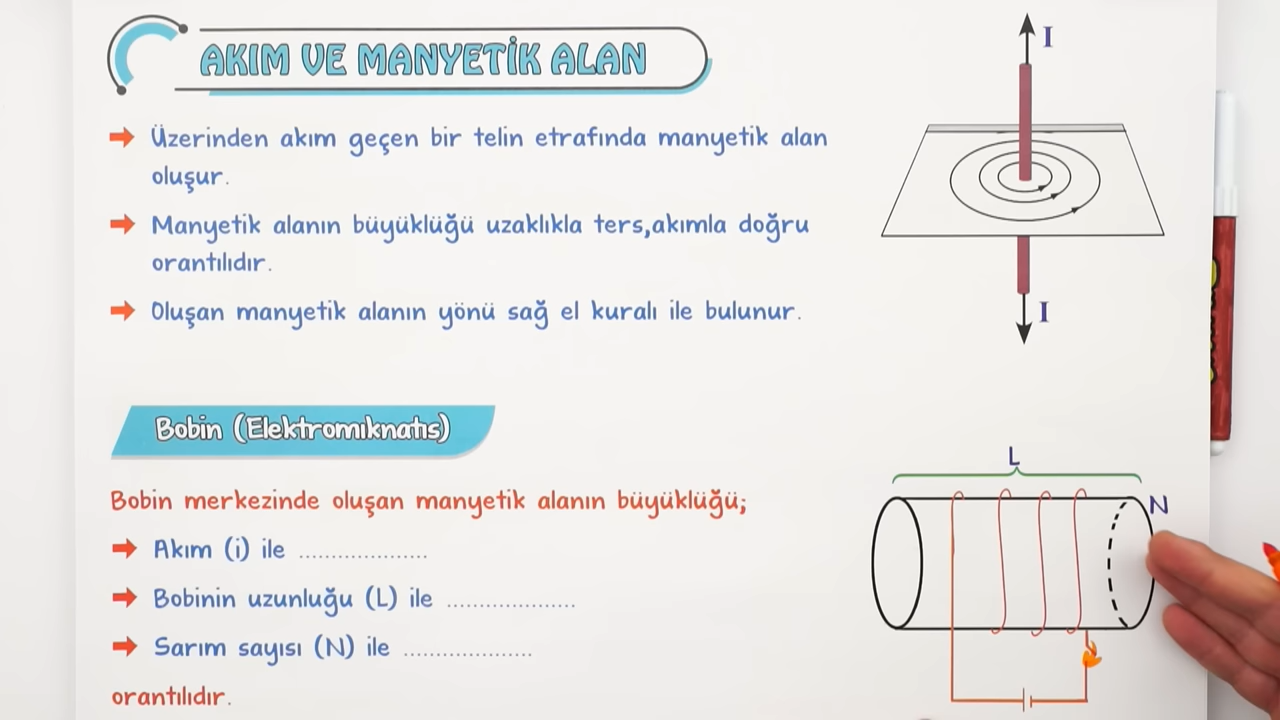 AKIM VE MANYETİK ALAN
I
Üzerinden akım geçen bir telin etrafında manyetik alan
oluşur.
Manyetik alanın büyüklüğü uzaklıkla ters,akımla doğru
orantılıdır.
Oluşan manyetik alanın yönü sağ el kuralı ile bulunur.
I
Bobin (Elektromıknatıs)
L
Bobin merkezinde oluşan manyetik alanın büyüklüğü;
N
Akım (i) ile ....................
Bobinin uzunluğu (L) ile ....................
Sarım sayısı (N) ile ....................
orantılıdır.